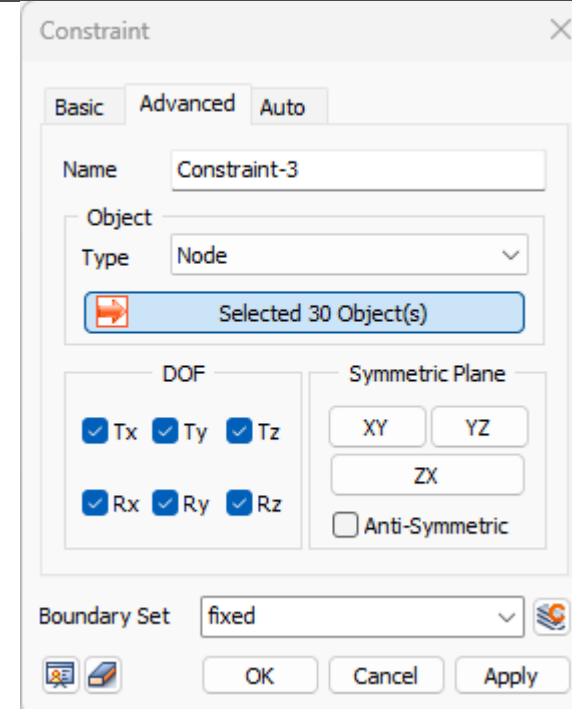 Constraint
Basic Advanced Auto
Name Constraint-3
Object
Type Node
Selected 30 Object(s)
DOF Symmetric Plane
Tx Ty Tz XY YZ
ZX
Rx Ry Rz Anti-Symmetric
Boundary Set fixed
OK Cancel Apply